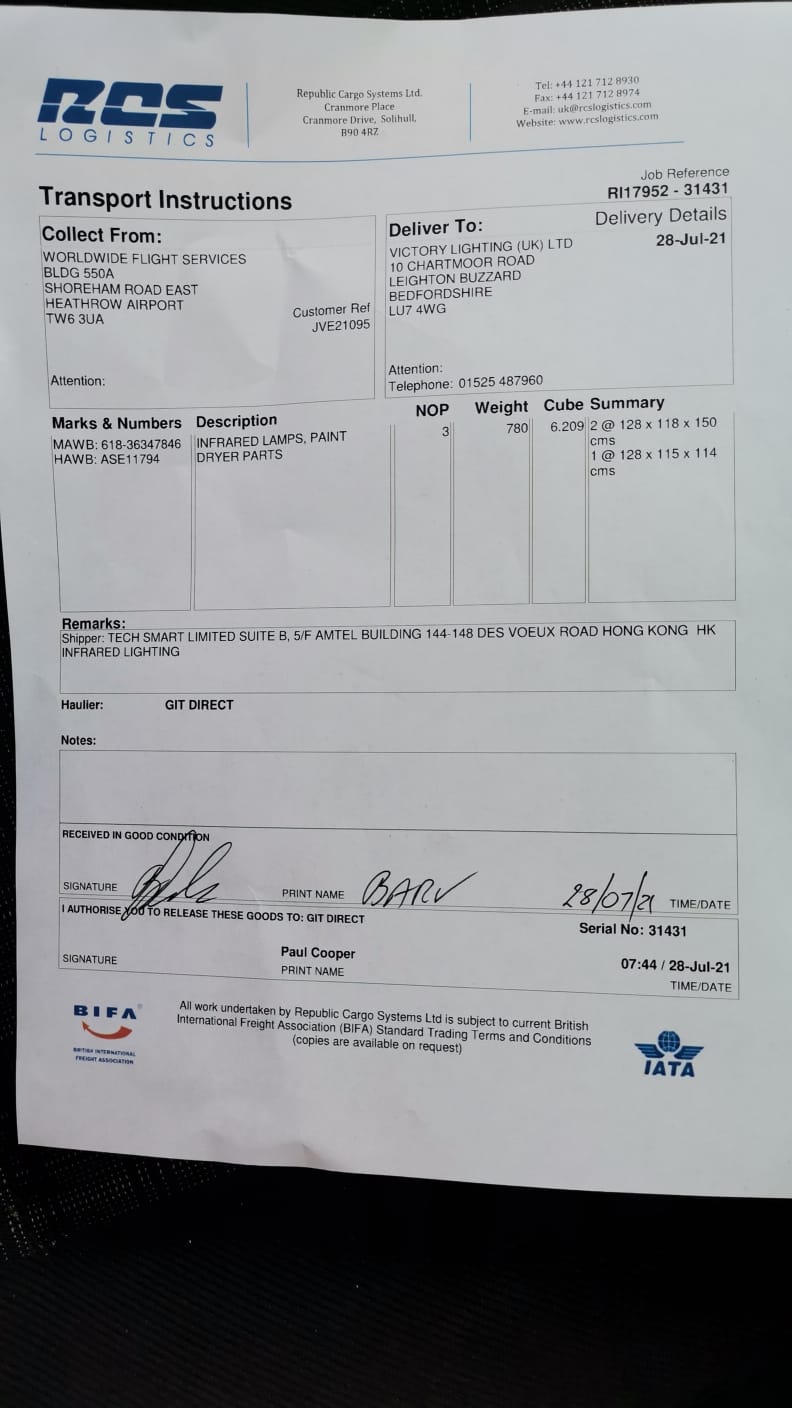 RCS
LOGISTICS
Republic Cargo Systems Ltd.
Cranmore Place
Cranmore Drive, Solihull,
B90 4RZ
Tel: +44 121 712 8930
Fax: +44 121 712 8974
E-mail: uk@rcslogistics.com
Website: www.rcslogistics.com
Transport Instructions
Job Reference
RI17952 - 31431
Collect From:
WORLDWIDE FLIGHT SERVICES
BLDG 550A
SHOREHAM ROAD EAST
HEATHROW AIRPORT
TW6 3UA
Customer Ref
JVE21095
Attention:
Deliver To:
Delivery Details
28-Jul-21
VICTORY LIGHTING (UK) LTD
10 CHARTMOOR ROAD
LEIGHTON BUZZARD
BEDFORDSHIRE
LU7 4WG
Attention:
Telephone: 01525 487960
Marks & Numbers Description NOP Weight Cube Summary
MAWB: 618-36347846 INFRARED LAMPS, PAINT 3 780 6.209 2 @ 128 x 118 x 150
HAWB: ASE11794 DRYER PARTS cms
1 @ 128 x 115 x 114
cms
Remarks:
Shipper: TECH SMART LIMITED SUITE B, 5/F AMTEL BUILDING 144-148 DES VOEUX ROAD HONG KONG HK
INFRARED LIGHTING
Haulier: GIT DIRECT
Notes:
RECEIVED IN GOOD CONDITION
SIGNATURE PRINT NAME BARV 28/07/21 TIME/DATE
I AUTHORISE YOU TO RELEASE THESE GOODS TO: GIT DIRECT
Serial No: 31431
SIGNATURE Paul Cooper 07:44 / 28-Jul-21
PRINT NAME TIME/DATE
BIFA
BRITISH INTERNATIONAL
FREIGHT ASSOCIATION
All work undertaken by Republic Cargo Systems Ltd is subject to current British
International Freight Association (BIFA) Standard Trading Terms and Conditions
(copies are available on request)
IATA